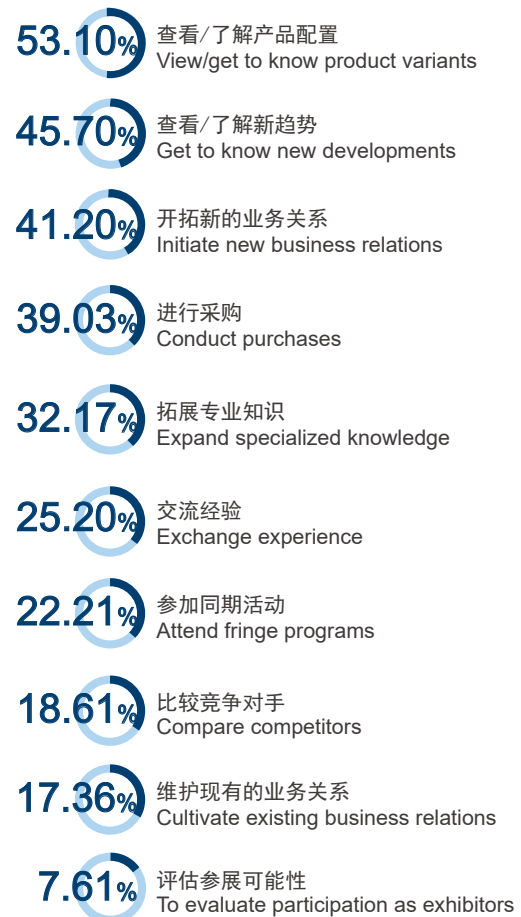 53.10%
查看/了解产品配置
View/get to know product variants
45.70%
查看/了解新趋势
Get to know new developments
41.20%
开拓新的业务关系
Initiate new business relations
39.03%
进行采购
Conduct purchases
32.17%
拓展专业知识
Expand specialized knowledge
25.20%
交流经验
Exchange experience
22.21%
参加同期活动
Attend fringe programs
18.61%
比较竞争对手
Compare competitors
17.36%
维护现有的业务关系
Cultivate existing business relations
7.61%
评估参展可能性
To evaluate participation as exhibitors